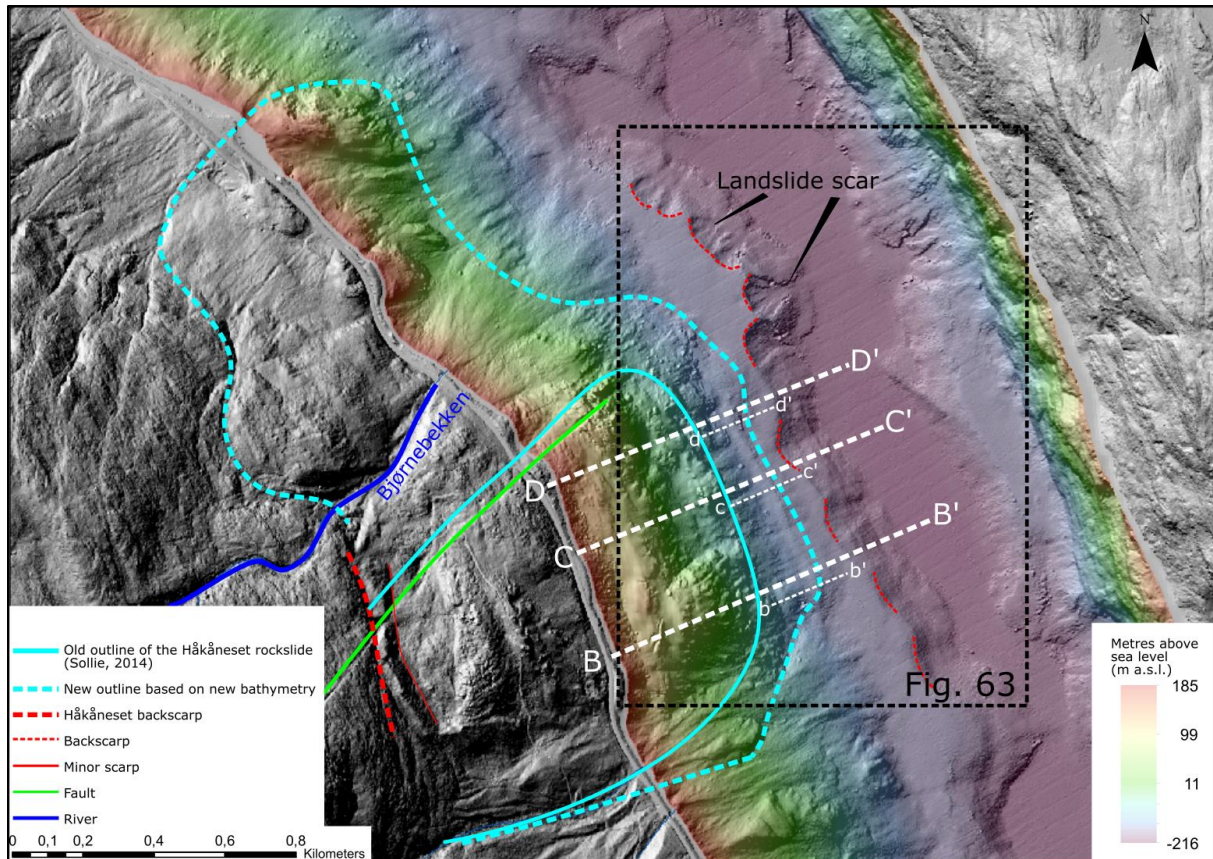 N
Landslide scar
D'
d'
d
C'
Bjørnebekken
D
c'
c
C
B'
b'
b
B
Fig. 63
Old outline of the Håkåneset rockslide
(Sollie, 2014)
New outline based on new bathymetry
Håkåneset backscarp
Backscarp
Minor scarp
Fault
River
0 0,2 0,4 0,6 0,8
Kilometers
Metres above
sea level
(m a.s.l.)
185
99
11
-216